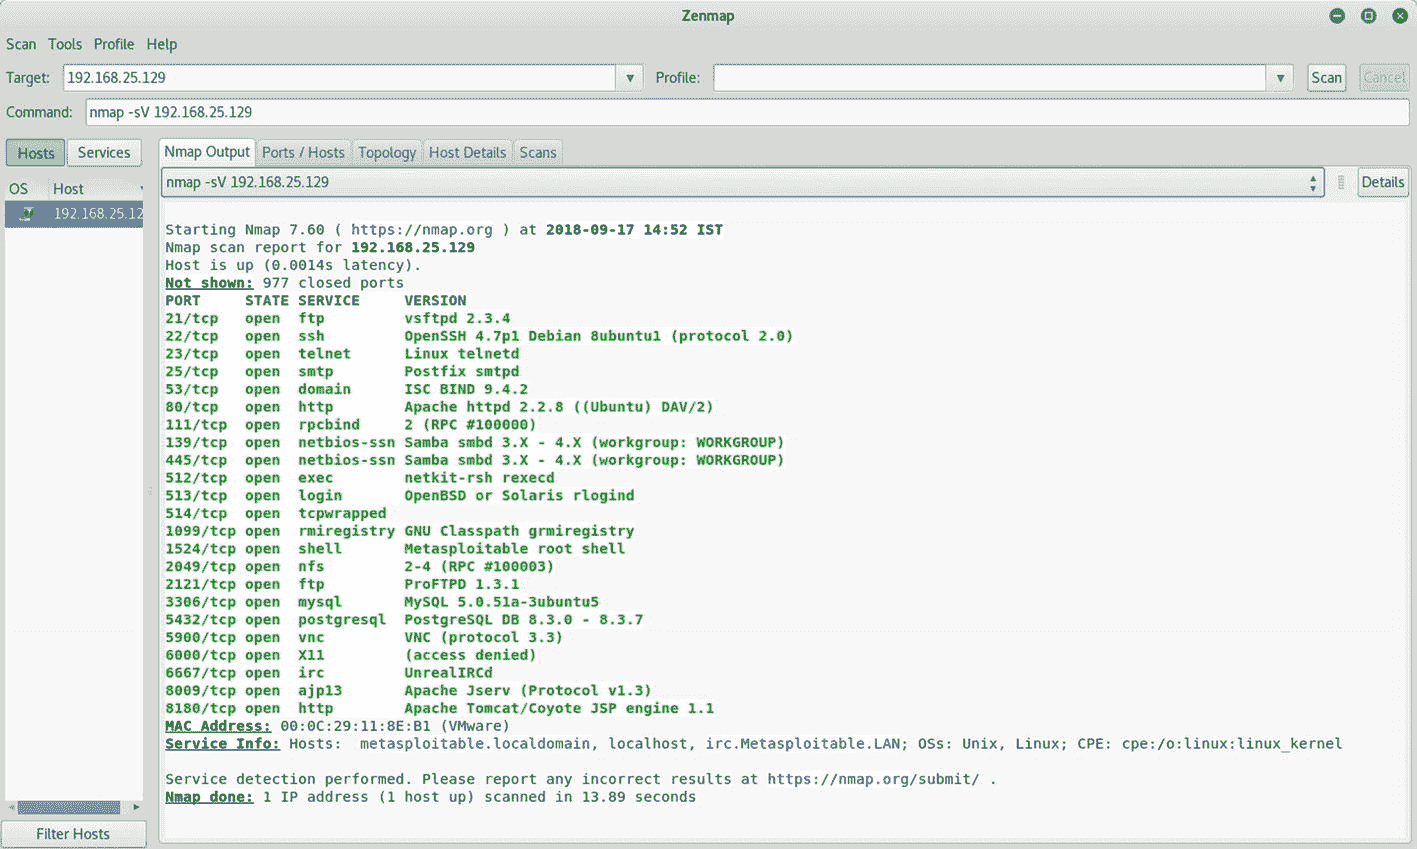 Zenmap
Scan Tools Profile Help
Target: 192.168.25.129 Profile: Scan Cancel
Command: nmap -sV 192.168.25.129
Hosts Services
Nmap Output Ports / Hosts Topology Host Details Scans
OS Host
192.168.25.12
nmap -sV 192.168.25.129 Details
Starting Nmap 7.60 ( https://nmap.org ) at 2018-09-17 14:52 IST
Nmap scan report for 192.168.25.129
Host is up (0.0014s latency).
Not shown: 977 closed ports
PORT STATE SERVICE VERSION
21/tcp open ftp vsftpd 2.3.4
22/tcp open ssh OpenSSH 4.7p1 Debian 8ubuntu1 (protocol 2.0)
23/tcp open telnet Linux telnetd
25/tcp open smtp Postfix smtpd
53/tcp open domain ISC BIND 9.4.2
80/tcp open http Apache httpd 2.2.8 ((Ubuntu) DAV/2)
111/tcp open rpcbind 2 (RPC #100000)
139/tcp open netbios-ssn Samba smbd 3.X - 4.X (workgroup: WORKGROUP)
445/tcp open netbios-ssn Samba smbd 3.X - 4.X (workgroup: WORKGROUP)
512/tcp open exec netkit-rsh rexecd
513/tcp open login OpenBSD or Solaris rlogind
514/tcp open tcpwrapped
1099/tcp open rmiregistry GNU Classpath grmiregistry
1524/tcp open shell Metasploitable root shell
2049/tcp open nfs 2-4 (RPC #100003)
2121/tcp open ftp ProFTPD 1.3.1
3306/tcp open mysql MySQL 5.0.51a-3ubuntu5
5432/tcp open postgresql PostgreSQL DB 8.3.0 - 8.3.7
5900/tcp open vnc VNC (protocol 3.3)
6000/tcp open X11 (access denied)
6667/tcp open irc UnrealIRCd
8009/tcp open ajp13 Apache Jserv (Protocol v1.3)
8180/tcp open http Apache Tomcat/Coyote JSP engine 1.1
MAC Address: 00:0C:29:11:8E:B1 (VMware)
Service Info: Hosts: metasploitable.localdomain, localhost, irc.Metasploitable.LAN; OSs: Unix, Linux; CPE: cpe:/o:linux:linux_kernel
Service detection performed. Please report any incorrect results at https://nmap.org/submit/ .
Nmap done: 1 IP address (1 host up) scanned in 13.89 seconds
Filter Hosts